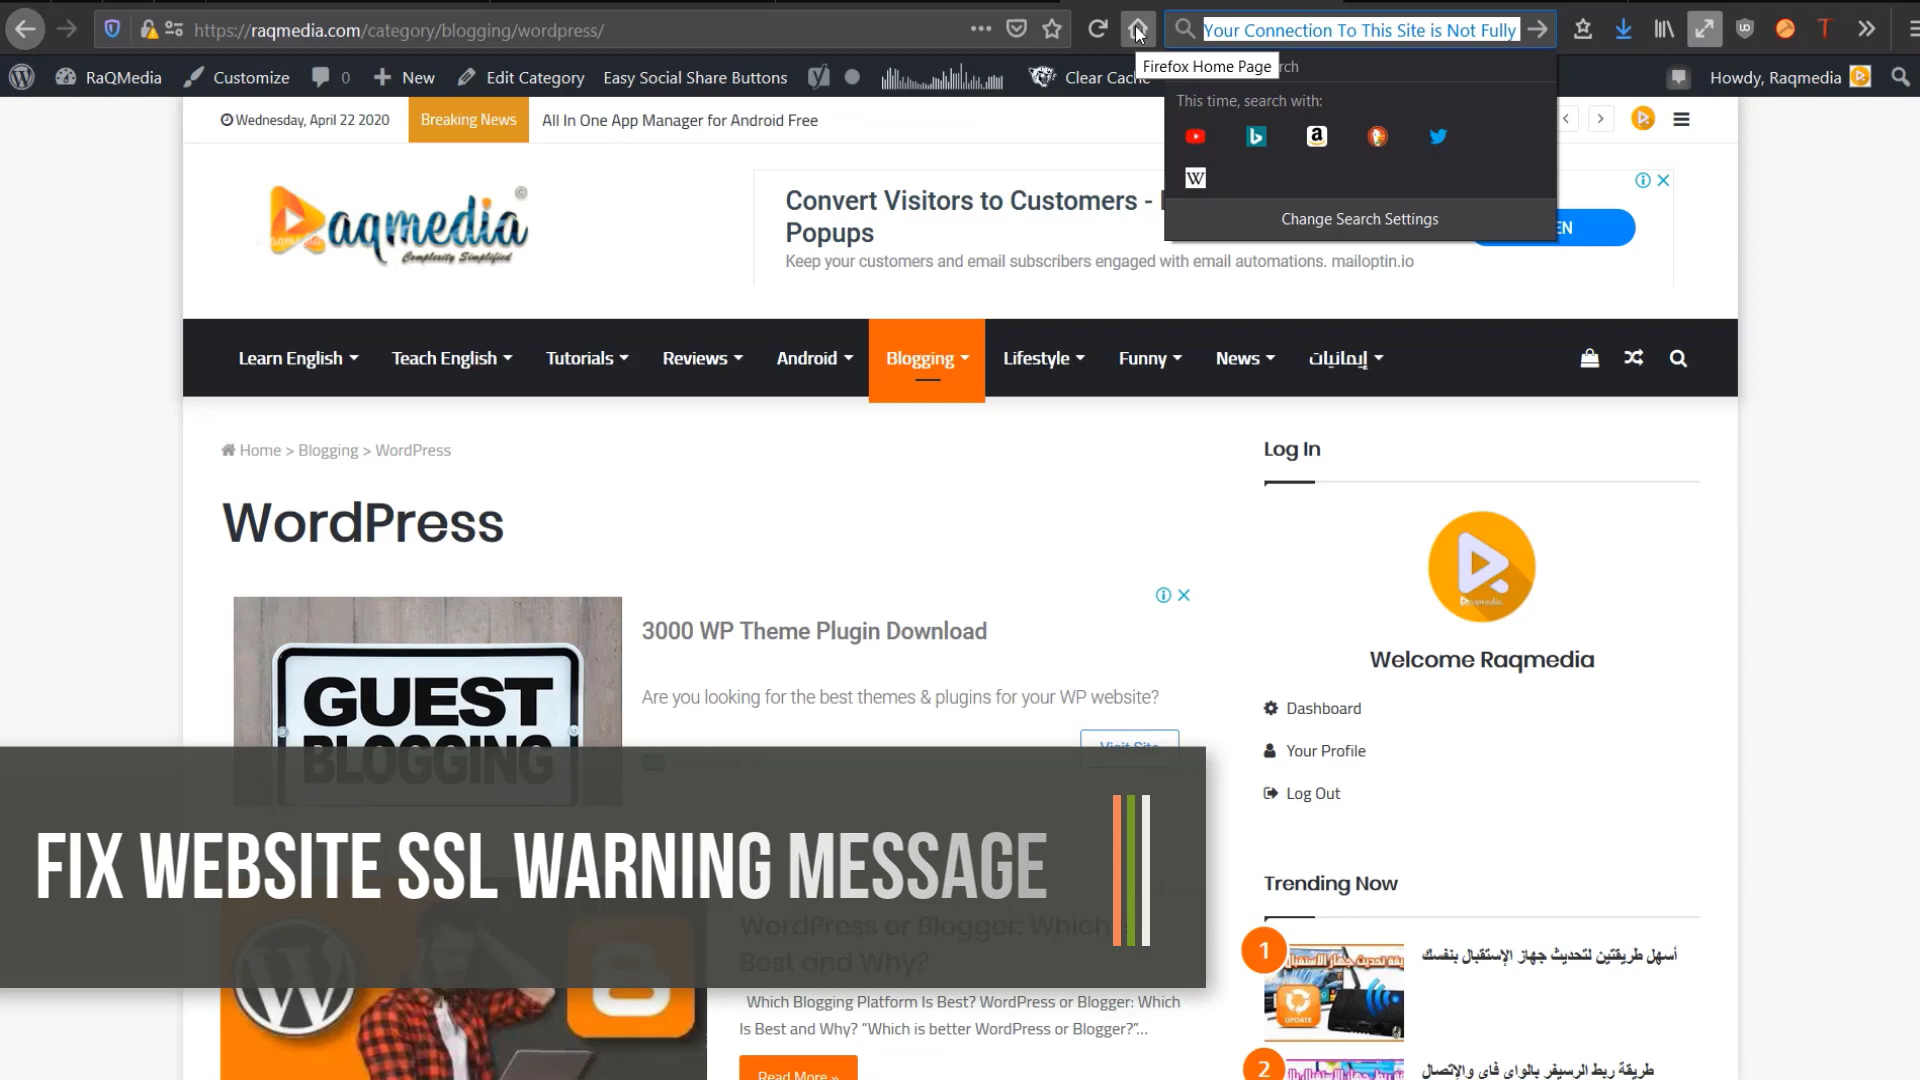 https://raqmedia.com/category/blogging/wordpress/
Your Connection To This Site is Not Fully
RaQMedia Customize 0 New Edit Category Easy Social Share Buttons Clear Cache Howdy, Raqmedia
Firefox Home Page
This time, search with:
W
Change Search Settings
Wednesday, April 22 2020 Breaking News All In One App Manager for Android Free
aqmedia
Complexity Simplified
Convert Visitors to Customers -
Popups
Keep your customers and email subscribers engaged with email automations. mailoptin.io
Learn English Teach English Tutorials Reviews Android Blogging Lifestyle Funny News إيمانيات
Home > Blogging > WordPress
WordPress
GUEST
BLOGGING
3000 WP Theme Plugin Download
Are you looking for the best themes & plugins for your WP website?
Visit Site
FIX WEBSITE SSL WARNING MESSAGE
WordPress or Blogger: Which
Best and Why?
Which Blogging Platform Is Best? WordPress or Blogger: Which
Is Best and Why? “Which is better WordPress or Blogger?”…
Read More »
Log In
Raqmedia
Welcome Raqmedia
Dashboard
Your Profile
Log Out
Trending Now
1
أسهل طريقتين لتحديث جهاز الإستقبال بنفسك
UPDATE
2
طريقة ربط الرسيفر بالواى فاى والإتصال